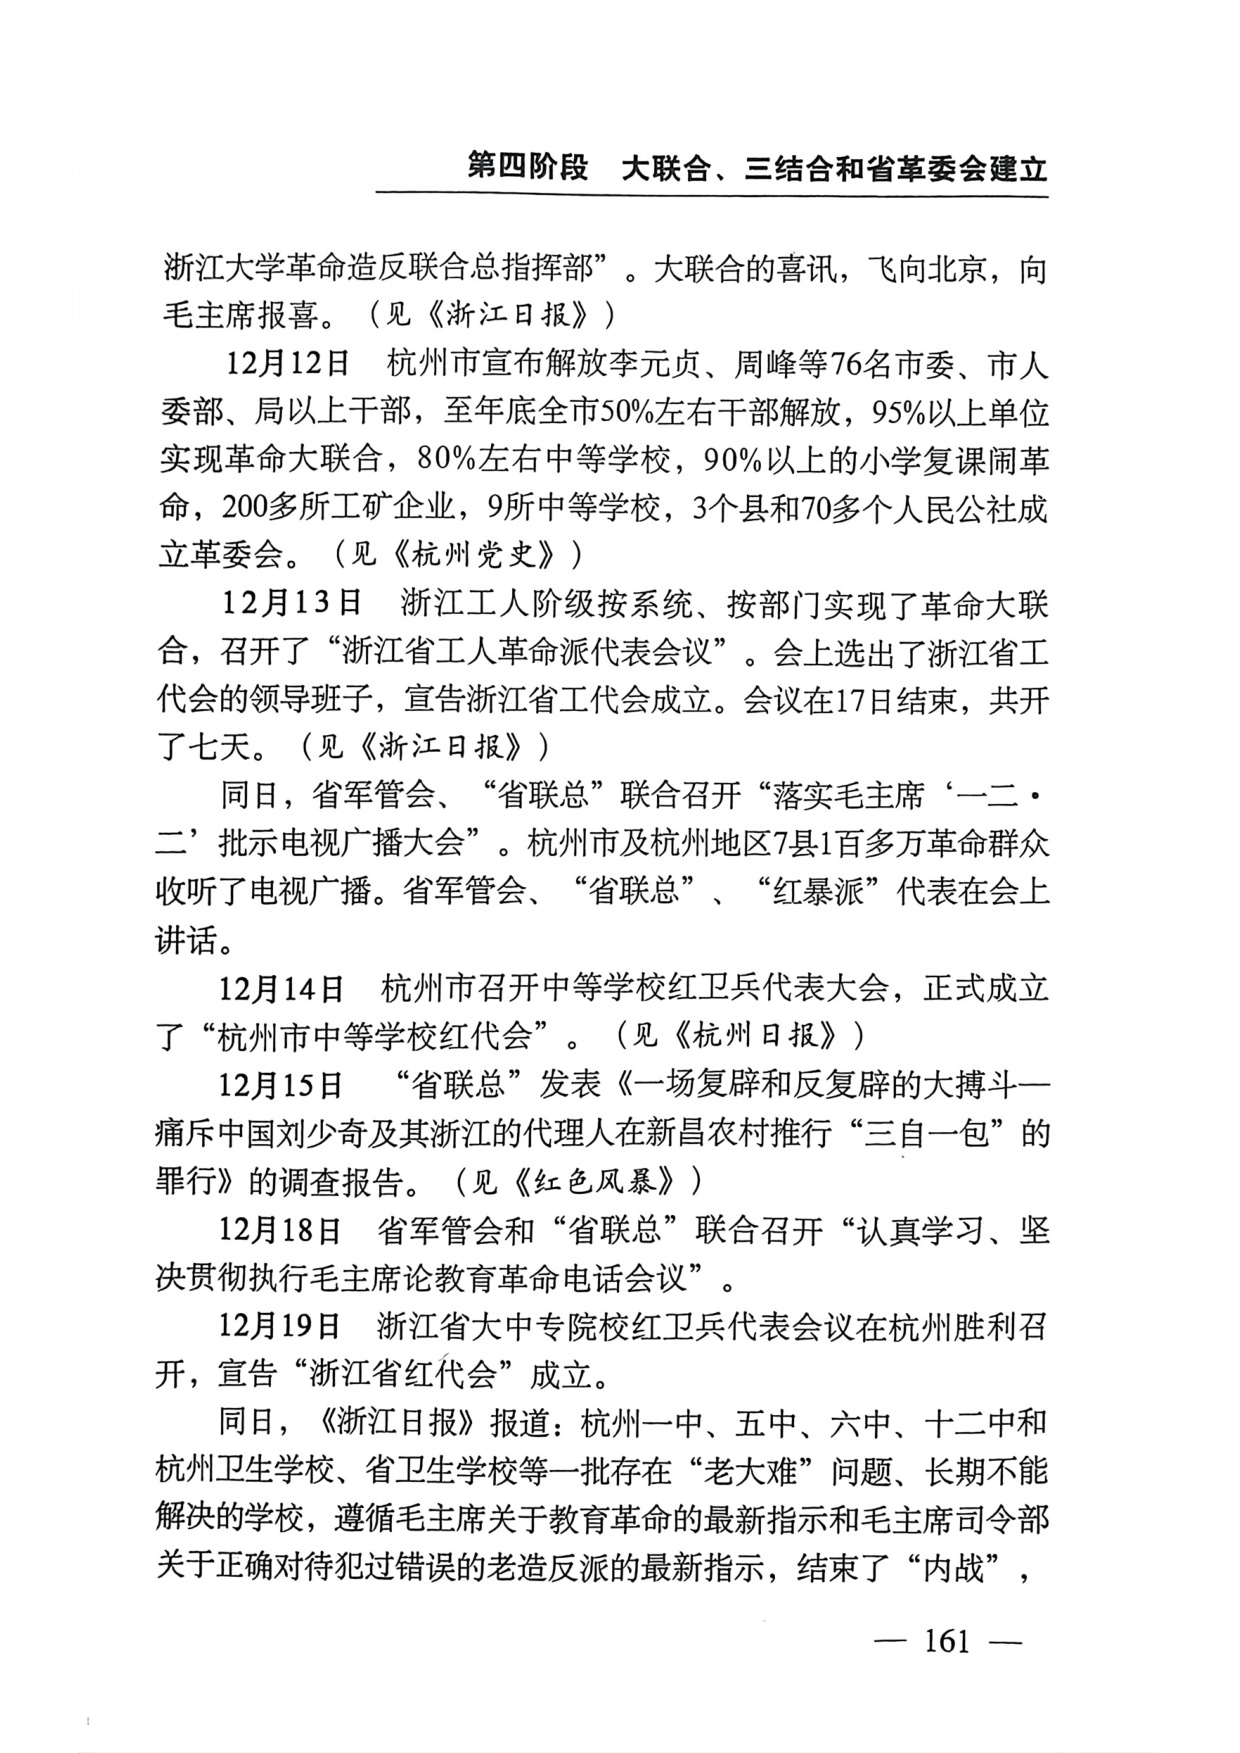 第四阶段　大联合、三结合和省革委会建立
浙江大学革命造反联合总指挥部”。大联合的喜讯，飞向北京，向
毛主席报喜。（见《浙江日报》）
12月12日　杭州市宣布解放李元贞、周峰等76名市委、市人
委部、局以上干部，至年底全市50%左右干部解放，95%以上单位
实现革命大联合，80%左右中等学校，90%以上的小学复课闹革
命，200多所工矿企业，9所中等学校，3个县和70多个人民公社成
立革委会。（见《杭州党史》）
12月13日　浙江工人阶级按系统、按部门实现了革命大联
合，召开了“浙江省工人革命派代表会议”。会上选出了浙江省工
代会的领导班子，宣告浙江省工代会成立。会议在17日结束，共开
了七天。（见《浙江日报》）
同日，省军管会、“省联总”联合召开“落实毛主席‘一二·
二’批示电视广播大会”。杭州市及杭州地区7县1百多万革命群众
收听了电视广播。省军管会、“省联总”、“红暴派”代表在会上
讲话。
12月14日　杭州市召开中等学校红卫兵代表大会，正式成立
了“杭州市中等学校红代会”。（见《杭州日报》）
12月15日　“省联总”发表《一场复辟和反复辟的大搏斗—
痛斥中国刘少奇及其浙江的代理人在新昌农村推行“三自一包”的
罪行》的调查报告。（见《红色风暴》）
12月18日　省军管会和“省联总”联合召开“认真学习、坚
决贯彻执行毛主席论教育革命电话会议”。
12月19日　浙江省大中专院校红卫兵代表会议在杭州胜利召
开，宣告“浙江省红代会”成立。
同日，《浙江日报》报道：杭州一中、五中、六中、十二中和
杭州卫生学校、省卫生学校等一批存在“老大难”问题、长期不能
解决的学校，遵循毛主席关于教育革命的最新指示和毛主席司令部
关于正确对待犯过错误的老造反派的最新指示，结束了“内战”，
— 161 —